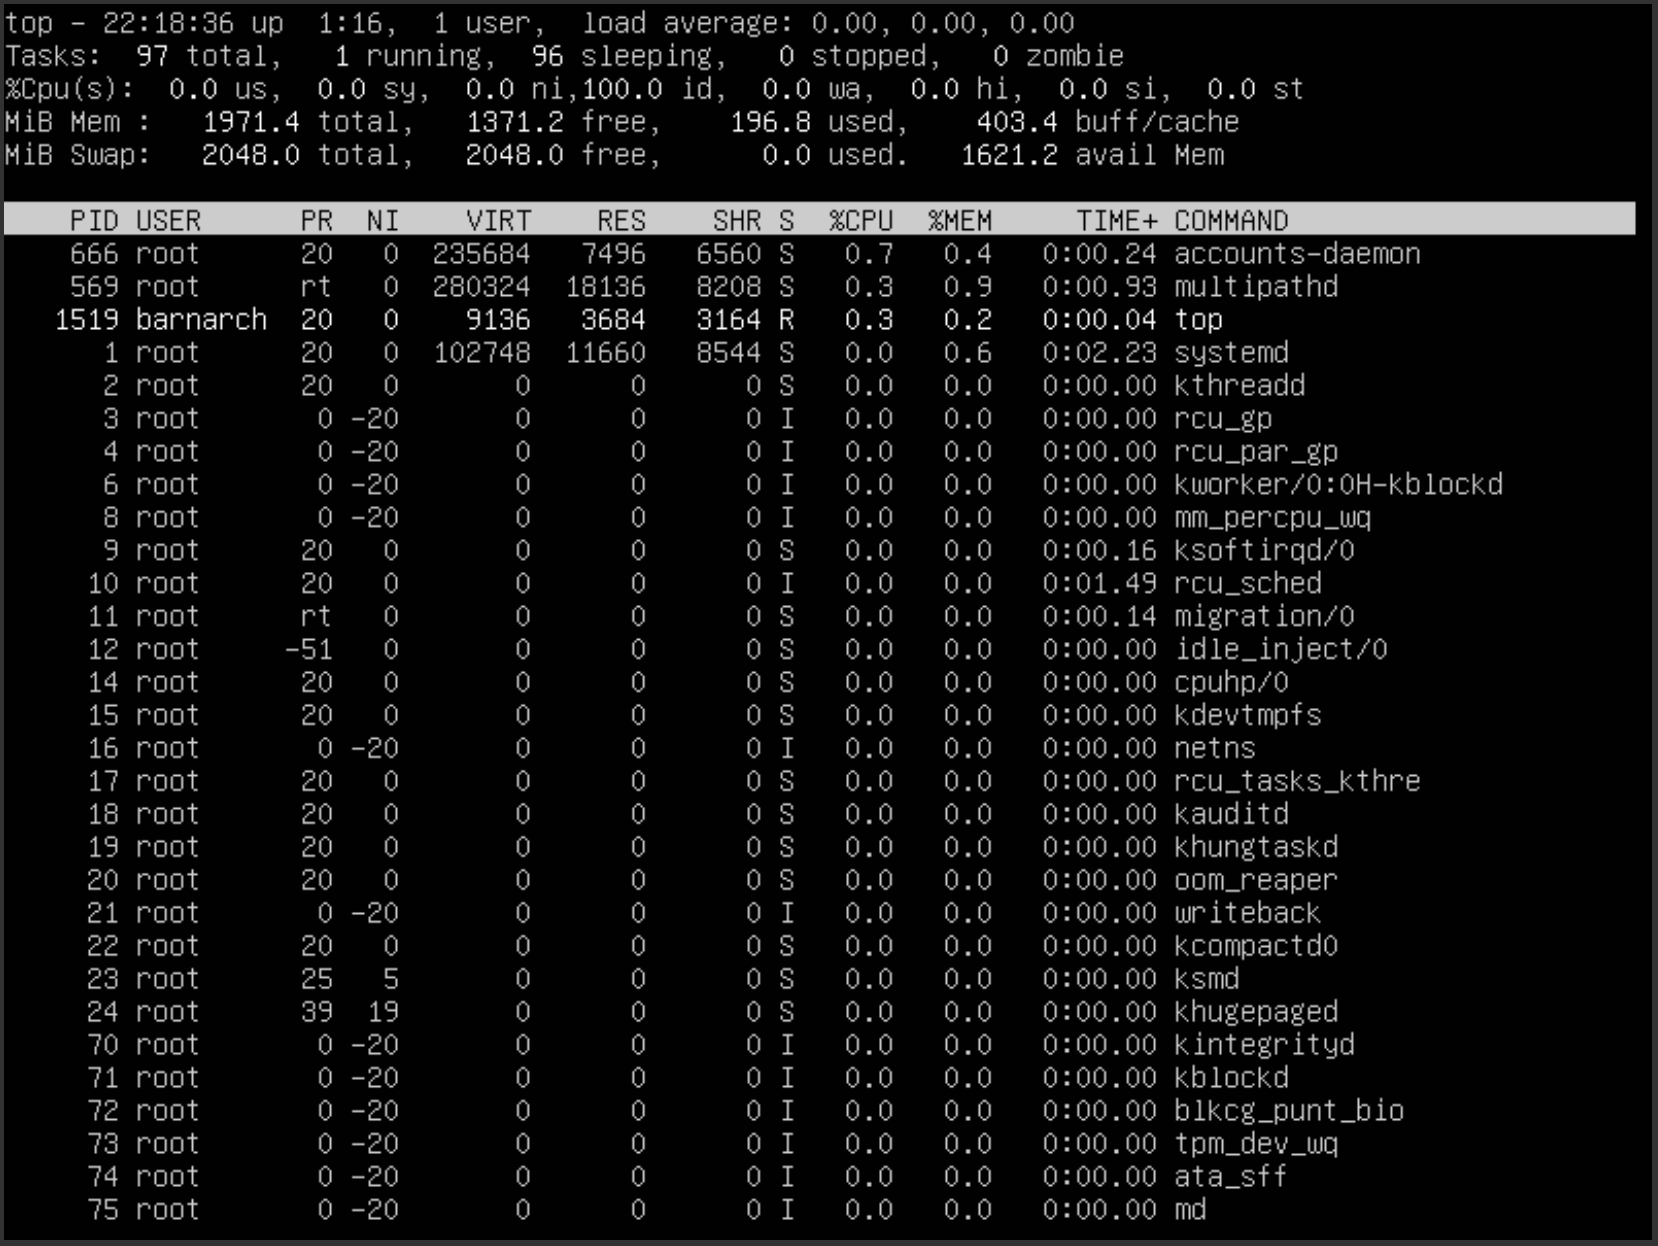 top - 22:18:36 up  1:16,  1 user,  load average: 0.00, 0.00, 0.00
Tasks:  97 total,   1 running,  96 sleeping,   0 stopped,   0 zombie
%Cpu(s):  0.0 us,  0.0 sy,  0.0 ni,100.0 id,  0.0 wa,  0.0 hi,  0.0 si,  0.0 st
MiB Mem :   1971.4 total,   1371.2 free,    196.8 used,    403.4 buff/cache
MiB Swap:   2048.0 total,   2048.0 free,      0.0 used.   1621.2 avail Mem
PID USER      PR  NI    VIRT    RES    SHR S  %CPU  %MEM     TIME+ COMMAND
666 root      20   0  235684   7496   6560 S   0.7   0.4   0:00.24 accounts-daemon
569 root      rt   0  280324  18136   8208 S   0.3   0.9   0:00.93 multipathd
1519 barnarch  20   0    9136   3684   3164 R   0.3   0.2   0:00.04 top
1 root      20   0  102748  11660   8544 S   0.0   0.6   0:02.23 systemd
2 root      20   0       0      0      0 S   0.0   0.0   0:00.00 kthreadd
3 root       0 -20       0      0      0 I   0.0   0.0   0:00.00 rcu_gp
4 root       0 -20       0      0      0 I   0.0   0.0   0:00.00 rcu_par_gp
6 root       0 -20       0      0      0 I   0.0   0.0   0:00.00 kworker/0:0H-kblockd
8 root       0 -20       0      0      0 I   0.0   0.0   0:00.00 mm_percpu_wq
9 root      20   0       0      0      0 S   0.0   0.0   0:00.16 ksoftirqd/0
10 root      20   0       0      0      0 I   0.0   0.0   0:01.49 rcu_sched
11 root      rt   0       0      0      0 S   0.0   0.0   0:00.14 migration/0
12 root     -51   0       0      0      0 S   0.0   0.0   0:00.00 idle_inject/0
14 root      20   0       0      0      0 S   0.0   0.0   0:00.00 cpuhp/0
15 root      20   0       0      0      0 S   0.0   0.0   0:00.00 kdevtmpfs
16 root       0 -20       0      0      0 I   0.0   0.0   0:00.00 netns
17 root      20   0       0      0      0 S   0.0   0.0   0:00.00 rcu_tasks_kthre
18 root      20   0       0      0      0 S   0.0   0.0   0:00.00 kauditd
19 root      20   0       0      0      0 S   0.0   0.0   0:00.00 khungtaskd
20 root      20   0       0      0      0 S   0.0   0.0   0:00.00 oom_reaper
21 root       0 -20       0      0      0 I   0.0   0.0   0:00.00 writeback
22 root      20   0       0      0      0 S   0.0   0.0   0:00.00 kcompactd0
23 root      25   5       0      0      0 S   0.0   0.0   0:00.00 ksmd
24 root      39  19       0      0      0 S   0.0   0.0   0:00.00 khugepaged
70 root       0 -20       0      0      0 I   0.0   0.0   0:00.00 kintegrityd
71 root       0 -20       0      0      0 I   0.0   0.0   0:00.00 kblockd
72 root       0 -20       0      0      0 I   0.0   0.0   0:00.00 blkcg_punt_bio
73 root       0 -20       0      0      0 I   0.0   0.0   0:00.00 tpm_dev_wq
74 root       0 -20       0      0      0 I   0.0   0.0   0:00.00 ata_sff
75 root       0 -20       0      0      0 I   0.0   0.0   0:00.00 md